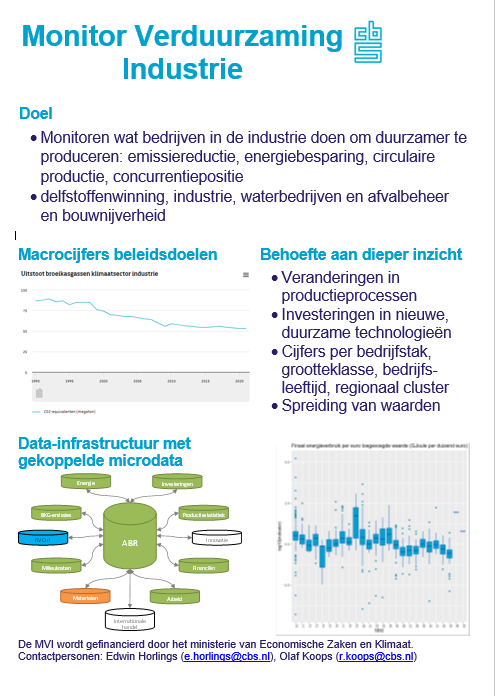 Monitor Verduurzaming
Industrie
cbs
Doel
• Monitoren wat bedrijven in de industrie doen om duurzamer te
produceren: emissiereductie, energiebesparing, circulaire
productie, concurrentiepositie
• delfstoffenwinning, industrie, waterbedrijven en afvalbeheer
en bouwnijverheid
Macrocijfers beleidsdoelen
Uitstoot broeikasgassen klimaatsector industrie
100
75
50
25
0
1990
1995
2000
2005
2010
2015
2020
CO2-equivalenten (megaton)
Behoefte aan dieper inzicht
• Veranderingen in
productieprocessen
• Investeringen in nieuwe,
duurzame technologieën
• Cijfers per bedrijfstak,
grootteklasse, bedrijfs-
leeftijd, regionaal cluster
• Spreiding van waarden
Data-infrastructuur met
gekoppelde microdata
Energie
Investeringen
BKG-emissies
Productiestatistiek
ABR
Innovatie
Milieukosten
Financiën
Materialen
Arbeid
Internationale
handel
Finaal energieverbruik per euro toegevoegde waarde (GJoule per duizend euro)
De MVI wordt gefinancierd door het ministerie van Economische Zaken en Klimaat.
Contactpersonen: Edwin Horlings (e.horlings@cbs.nl), Olaf Koops (r.koops@cbs.nl)